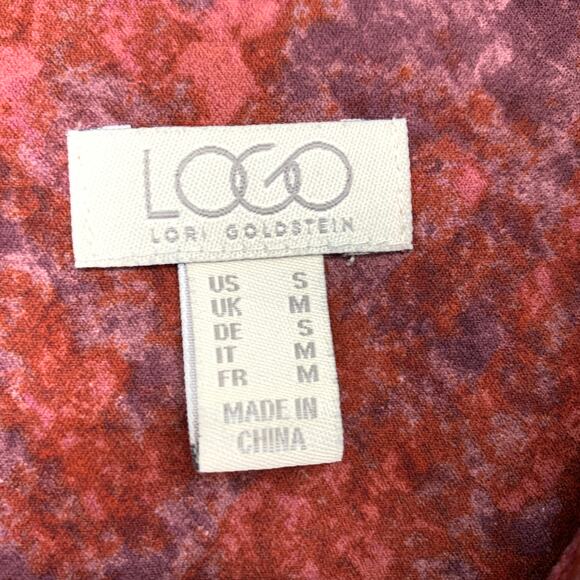 LOGO
LORI GOLDSTEIN
US S
UK M
DE S
IT M
FR M
MADE IN
CHINA